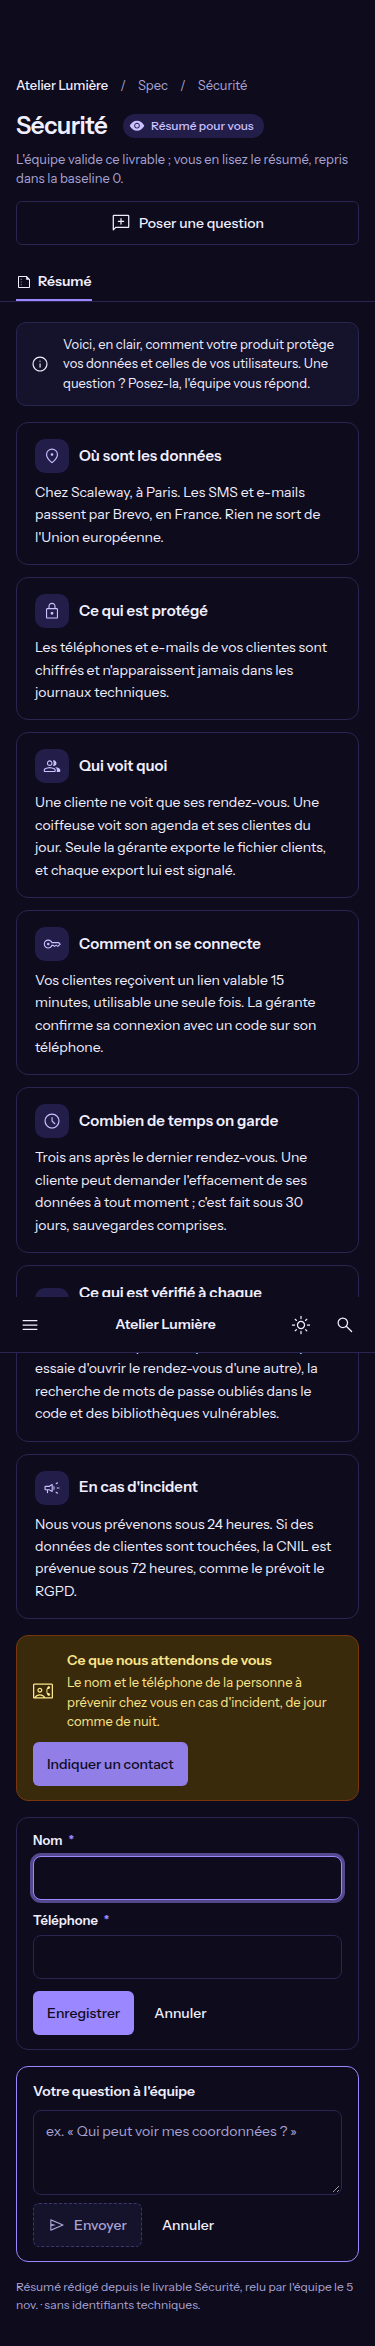 Atelier Lumière / Spec / Sécurité
Sécurité
Résumé pour vous
L'équipe valide ce livrable ; vous en lisez le résumé, repris
dans la baseline 0.
Poser une question
Résumé
Voici, en clair, comment votre produit protège
vos données et celles de vos utilisateurs. Une
question ? Posez-la, l'équipe vous répond.
Où sont les données
Chez Scaleway, à Paris. Les SMS et e-mails
passent par Brevo, en France. Rien ne sort de
l'Union européenne.
Ce qui est protégé
Les téléphones et e-mails de vos clientes sont
chiffrés et n'apparaissent jamais dans les
journaux techniques.
Qui voit quoi
Une cliente ne voit que ses rendez-vous. Une
coiffeuse voit son agenda et ses clientes du
jour. Seule la gérante exporte le fichier clients,
et chaque export lui est signalé.
Comment on se connecte
Vos clientes reçoivent un lien valable 15
minutes, utilisable une seule fois. La gérante
confirme sa connexion avec un code sur son
téléphone.
Combien de temps on garde
Trois ans après le dernier rendez-vous. Une
cliente peut demander l'effacement de ses
données à tout moment ; c'est fait sous 30
jours, sauvegardes comprises.
Ce qui est vérifié à chaque
Atelier Lumière
essaie d'ouvrir le rendez-vous d'une autre), la
recherche de mots de passe oubliés dans le
code et des bibliothèques vulnérables.
En cas d'incident
Nous vous prévenons sous 24 heures. Si des
données de clientes sont touchées, la CNIL est
prévenue sous 72 heures, comme le prévoit le
RGPD.
Ce que nous attendons de vous
Le nom et le téléphone de la personne à
prévenir chez vous en cas d'incident, de jour
comme de nuit.
Indiquer un contact
Nom *
Téléphone *
Enregistrer
Annuler
Votre question à l'équipe
ex. « Qui peut voir mes coordonnées ? »
Envoyer
Annuler
Résumé rédigé depuis le livrable Sécurité, relu par l'équipe le 5
nov. · sans identifiants techniques.